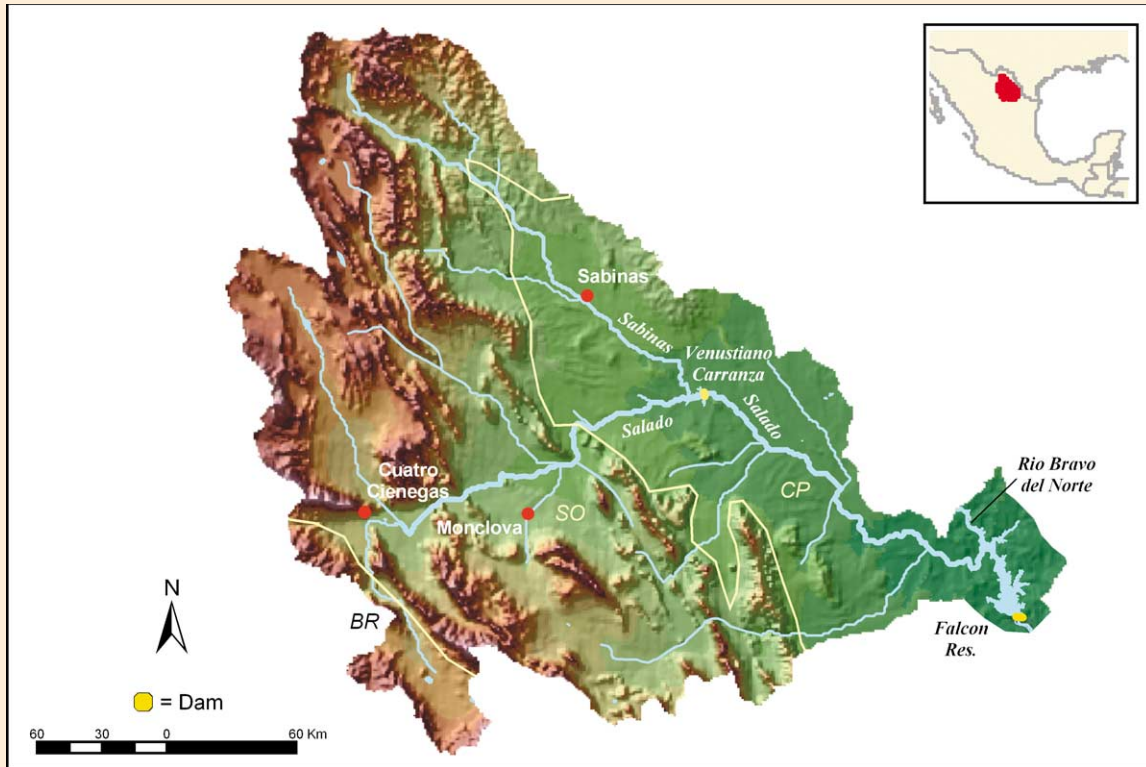 Sabinas
Sabinas
Venustiano
Carranza
Salado
Salado
Cuatro
Cienegas
Monclova
SO
CP
Rio Bravo
del Norte
N
BR
Falcon
Res.
= Dam
60 30 0 60 Km